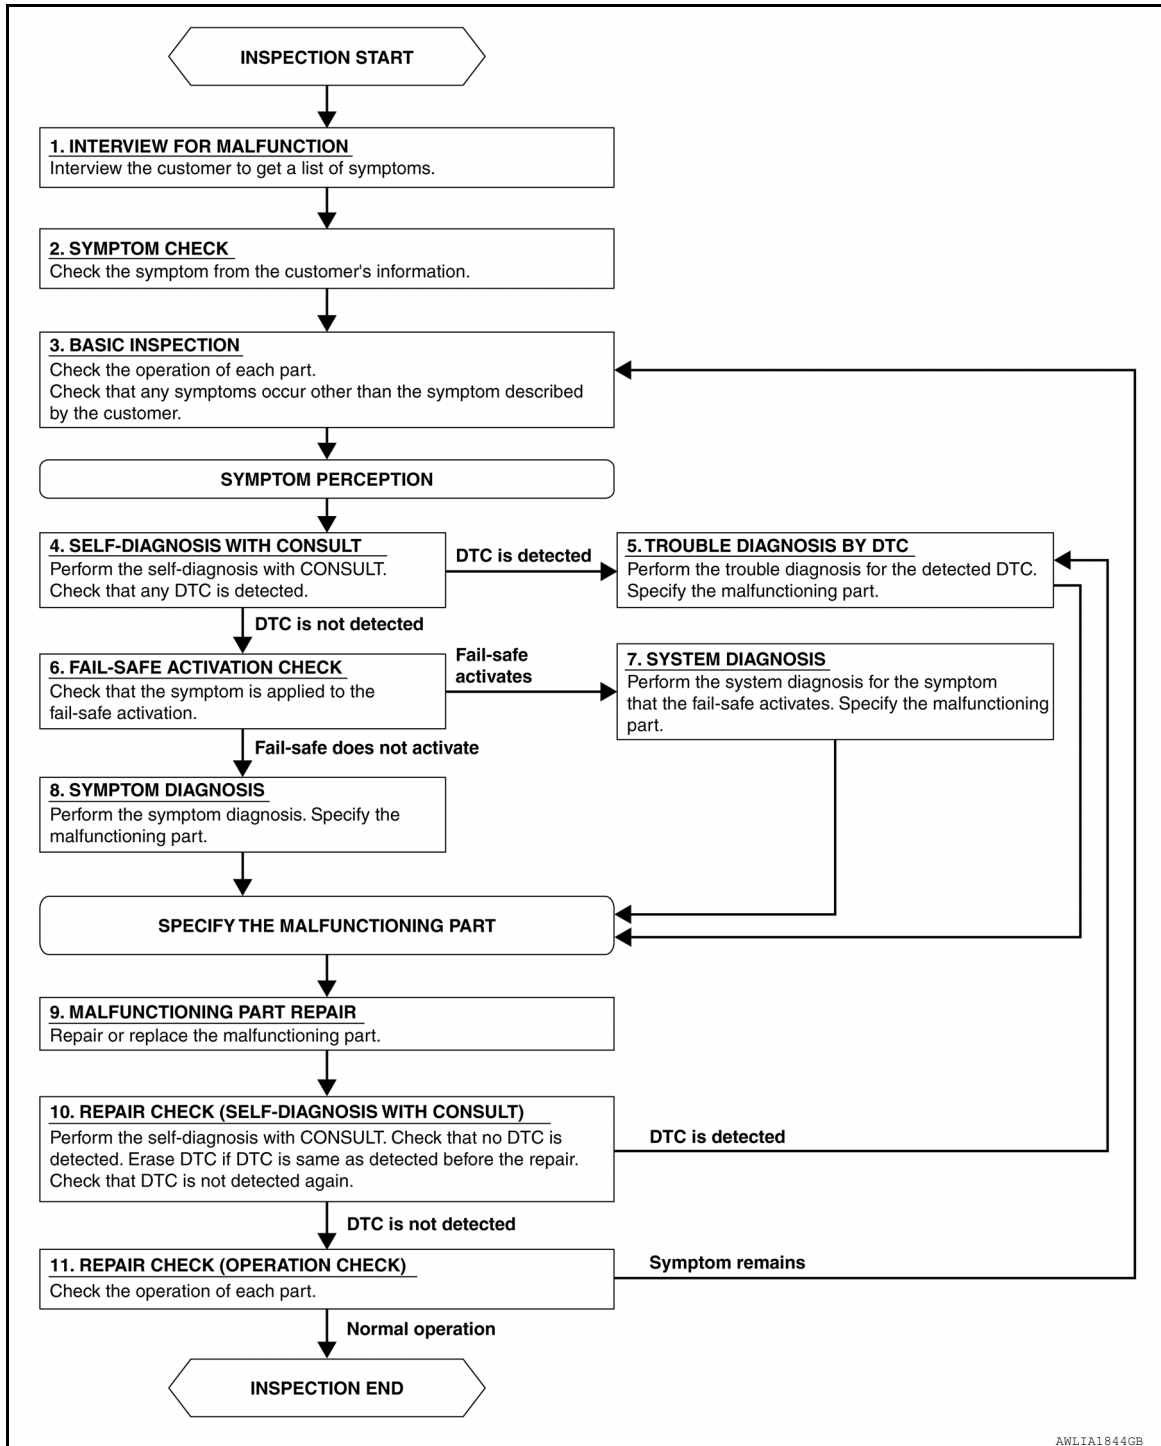 INSPECTION START
1. INTERVIEW FOR MALFUNCTION
Interview the customer to get a list of symptoms.
2. SYMPTOM CHECK
Check the symptom from the customer's information.
3. BASIC INSPECTION
Check the operation of each part.
Check that any symptoms occur other than the symptom described
by the customer.
SYMPTOM PERCEPTION
4. SELF-DIAGNOSIS WITH CONSULT
Perform the self-diagnosis with CONSULT.
Check that any DTC is detected.
DTC is detected
5. TROUBLE DIAGNOSIS BY DTC
Perform the trouble diagnosis for the detected DTC.
Specify the malfunctioning part.
DTC is not detected
6. FAIL-SAFE ACTIVATION CHECK
Check that the symptom is applied to the
fail-safe activation.
Fail-safe
activates
7. SYSTEM DIAGNOSIS
Perform the system diagnosis for the symptom
that the fail-safe activates. Specify the malfunctioning
part.
Fail-safe does not activate
8. SYMPTOM DIAGNOSIS
Perform the symptom diagnosis. Specify the
malfunctioning part.
SPECIFY THE MALFUNCTIONING PART
9. MALFUNCTIONING PART REPAIR
Repair or replace the malfunctioning part.
10. REPAIR CHECK (SELF-DIAGNOSIS WITH CONSULT)
Perform the self-diagnosis with CONSULT. Check that no DTC is
detected. Erase DTC if DTC is same as detected before the repair.
Check that DTC is not detected again.
DTC is detected
DTC is not detected
11. REPAIR CHECK (OPERATION CHECK)
Check the operation of each part.
Symptom remains
Normal operation
INSPECTION END
AWLIA1844GB